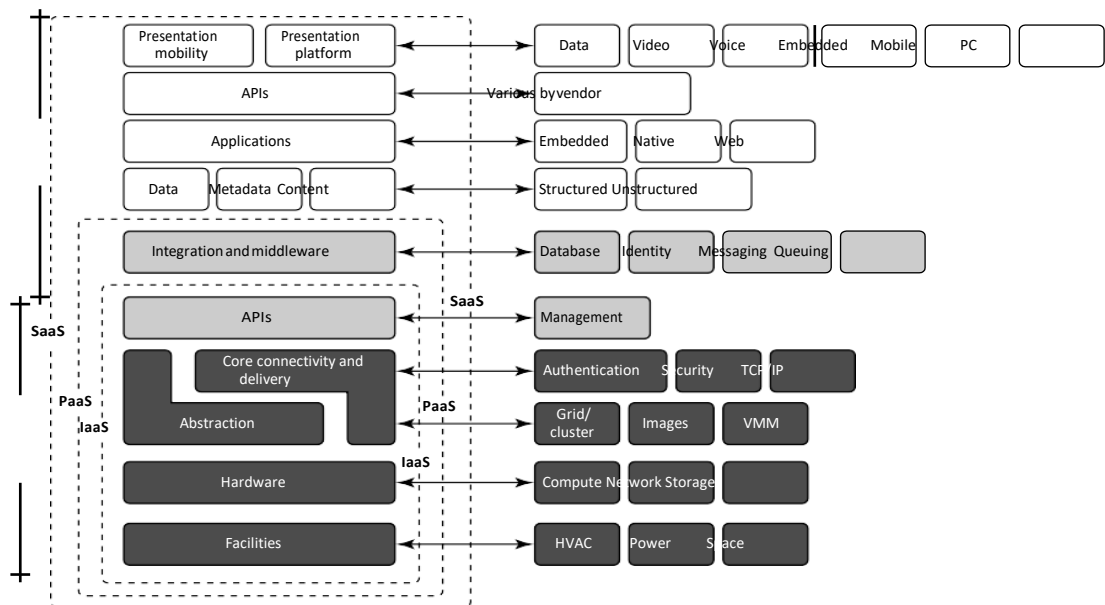 Presentation mobility
Presentation platform
Data Video Voice Embedded Mobile PC
APIs
Various by vendor
Applications
Embedded Native Web
Data Metadata Content
Structured Unstructured
Integration and middleware
Database Identity Messaging Queuing
SaaS
APIs
Management
SaaS
Core connectivity and
delivery
Authentication Security TCP/IP
PaaS
PaaS
IaaS
Abstraction
Grid/
cluster
Images
VMM
IaaS
Hardware
Compute Network Storage
Facilities
HVAC Power Space